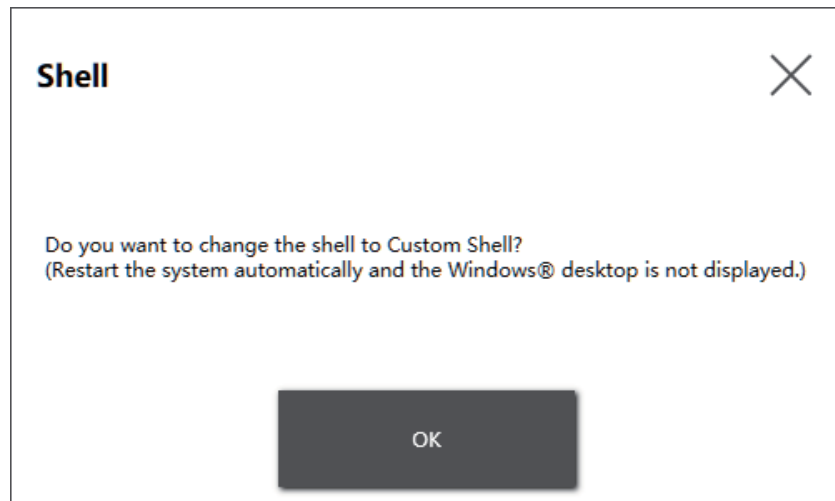 Shell
Do you want to change the shell to Custom Shell?
(Restart the system automatically and the Windows® desktop is not displayed.)
OK